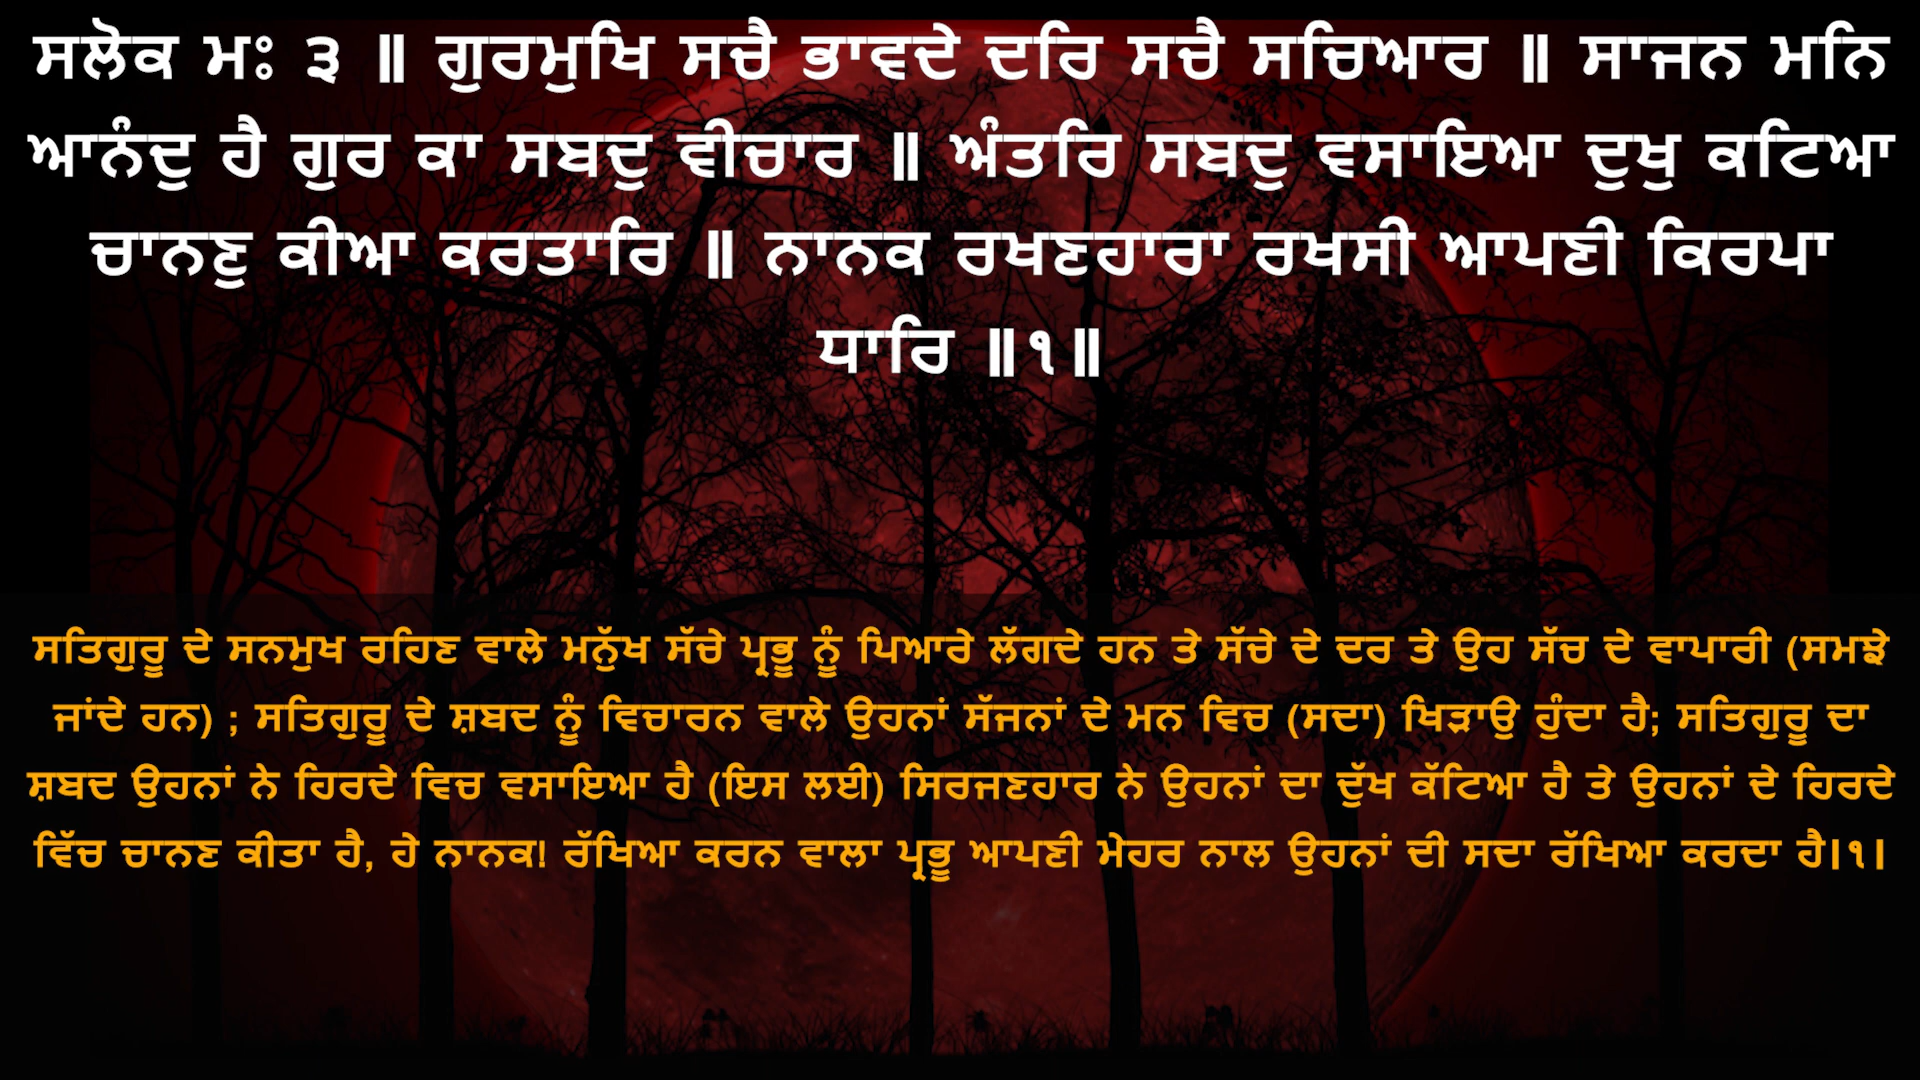 ਸਲੋਕ ਮਃ ੩ ॥ ਗੁਰਮੁਖਿ ਸਚੈ ਭਾਵਦੇ ਦਰਿ ਸਚੈ ਸਚਿਆਰ ॥ ਸਾਜਨ ਮਨਿ
ਆਨੰਦੁ ਹੈ ਗੁਰ ਕਾ ਸਬਦੁ ਵੀਚਾਰ ॥ ਅੰਤਰਿ ਸਬਦੁ ਵਸਾਇਆ ਦੁਖੁ ਕਟਿਆ
ਚਾਨਣੁ ਕੀਆ ਕਰਤਾਰਿ ॥ ਨਾਨਕ ਰਖਣਹਾਰਾ ਰਖਸੀ ਆਪਣੀ ਕਿਰਪਾ
ਧਾਰਿ ॥੧॥
ਸਤਿਗੁਰੂ ਦੇ ਸਨਮੁਖ ਰਹਿਣ ਵਾਲੇ ਮਨੁੱਖ ਸੱਚੇ ਪ੍ਰਭੂ ਨੂੰ ਪਿਆਰੇ ਲੱਗਦੇ ਹਨ ਤੇ ਸੱਚੇ ਦੇ ਦਰ ਤੇ ਉਹ ਸੱਚ ਦੇ ਵਾਪਾਰੀ (ਸਮਝੇ
ਜਾਂਦੇ ਹਨ) ; ਸਤਿਗੁਰੂ ਦੇ ਸ਼ਬਦ ਨੂੰ ਵਿਚਾਰਨ ਵਾਲੇ ਉਹਨਾਂ ਸੱਜਨਾਂ ਦੇ ਮਨ ਵਿਚ (ਸਦਾ) ਖਿੜਾਉ ਹੁੰਦਾ ਹੈ; ਸਤਿਗੁਰੂ ਦਾ
ਸ਼ਬਦ ਉਹਨਾਂ ਨੇ ਹਿਰਦੇ ਵਿਚ ਵਸਾਇਆ ਹੈ (ਇਸ ਲਈ) ਸਿਰਜਣਹਾਰ ਨੇ ਉਹਨਾਂ ਦਾ ਦੁੱਖ ਕੱਟਿਆ ਹੈ ਤੇ ਉਹਨਾਂ ਦੇ ਹਿਰਦੇ
ਵਿੱਚ ਚਾਨਣ ਕੀਤਾ ਹੈ, ਹੇ ਨਾਨਕ! ਰੱਖਿਆ ਕਰਨ ਵਾਲਾ ਪ੍ਰਭੂ ਆਪਣੀ ਮੇਹਰ ਨਾਲ ਉਹਨਾਂ ਦੀ ਸਦਾ ਰੱਖਿਆ ਕਰਦਾ ਹੈ।੧।